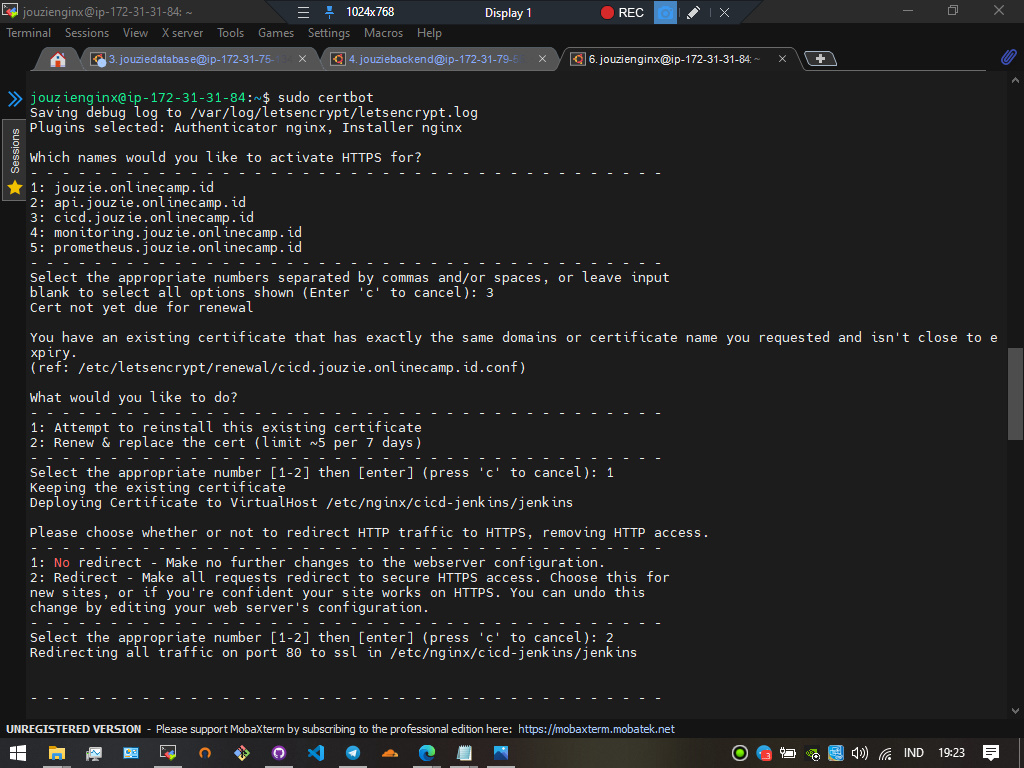 jouzienginx@ip-172-31-31-84: ~
1024x768
Display 1
REC
Terminal Sessions View X server Tools Games Settings Macros Help
3. jouziedatabase@ip-172-31-75-
4. jouziebackend@ip-172-31-79-8
6. jouzienginx@ip-172-31-31-84: ~
Sessions
jouzienginx@ip-172-31-31-84:~$ sudo certbot
Saving debug log to /var/log/letsencrypt/letsencrypt.log
Plugins selected: Authenticator nginx, Installer nginx
Which names would you like to activate HTTPS for?
- - - - - - - - - - - - - - - - - - - - - - - - - - - - - - - - - - - - - - - -
1: jouzie.onlinecamp.id
2: api.jouzie.onlinecamp.id
3: cicd.jouzie.onlinecamp.id
4: monitoring.jouzie.onlinecamp.id
5: prometheus.jouzie.onlinecamp.id
- - - - - - - - - - - - - - - - - - - - - - - - - - - - - - - - - - - - - - - -
Select the appropriate numbers separated by commas and/or spaces, or leave input
blank to select all options shown (Enter 'c' to cancel): 3
Cert not yet due for renewal
You have an existing certificate that has exactly the same domains or certificate name you requested and isn't close to e
xpiry.
(ref: /etc/letsencrypt/renewal/cicd.jouzie.onlinecamp.id.conf)
What would you like to do?
- - - - - - - - - - - - - - - - - - - - - - - - - - - - - - - - - - - - - - - -
1: Attempt to reinstall this existing certificate
2: Renew & replace the cert (limit ~5 per 7 days)
- - - - - - - - - - - - - - - - - - - - - - - - - - - - - - - - - - - - - - - -
Select the appropriate number [1-2] then [enter] (press 'c' to cancel): 1
Keeping the existing certificate
Deploying Certificate to VirtualHost /etc/nginx/cicd-jenkins/jenkins
Please choose whether or not to redirect HTTP traffic to HTTPS, removing HTTP access.
- - - - - - - - - - - - - - - - - - - - - - - - - - - - - - - - - - - - - - - -
1: No redirect - Make no further changes to the webserver configuration.
2: Redirect - Make all requests redirect to secure HTTPS access. Choose this for
new sites, or if you're confident your site works on HTTPS. You can undo this
change by editing your web server's configuration.
- - - - - - - - - - - - - - - - - - - - - - - - - - - - - - - - - - - - - - - -
Select the appropriate number [1-2] then [enter] (press 'c' to cancel): 2
Redirecting all traffic on port 80 to ssl in /etc/nginx/cicd-jenkins/jenkins
- - - - - - - - - - - - - - - - - - - - - - - - - - - - - - - - - - - - - - - -
UNREGISTERED VERSION - Please support MobaXterm by subscribing to the professional edition here: https://mobaxterm.mobatek.net
IND 19:23